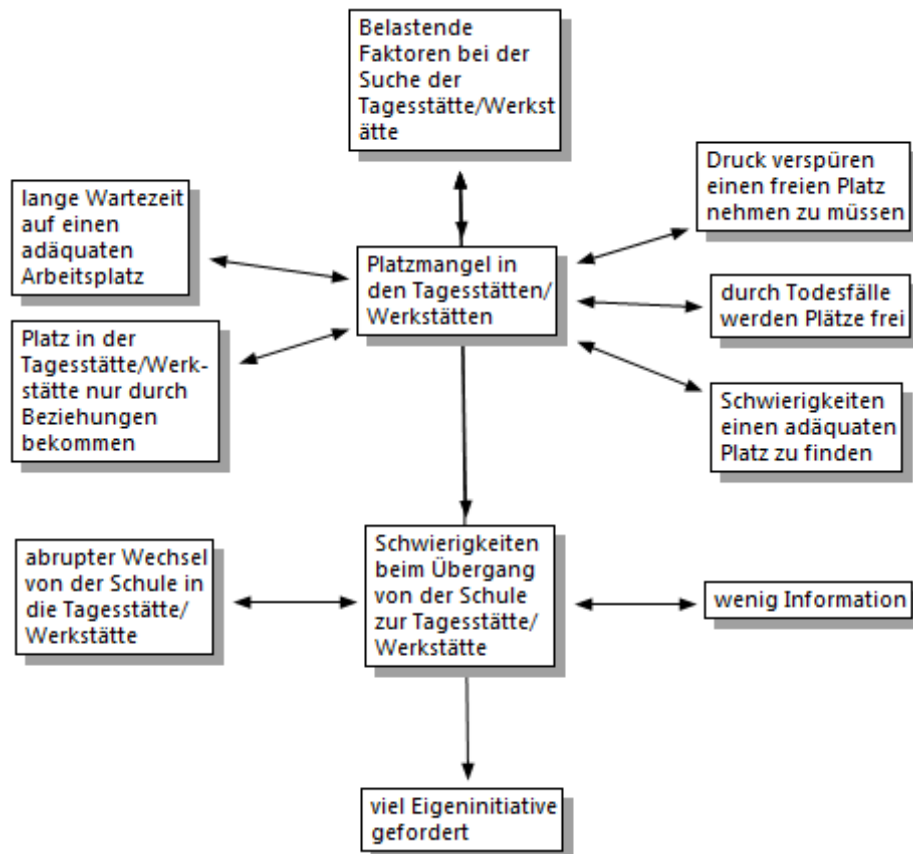 Belastende
Faktoren bei der
Suche der
Tagesstätte/Werkst
ätte
Druck verspüren
einen freien Platz
nehmen zu müssen
lange Wartezeit
auf einen
adäquaten
Arbeitsplatz
Platzmangel in
den Tagesstätten/
Werkstätten
durch Todesfälle
werden Plätze frei
Platz in der
Tagesstätte/Werk-
stätte nur durch
Beziehungen
bekommen
Schwierigkeiten
einen adäquaten
Platz zu finden
abrupter Wechsel
von der Schule in
die Tagesstätte/
Werkstätte
Schwierigkeiten
beim Übergang
von der Schule
zur Tagesstätte/
Werkstätte
wenig Information
viel Eigeninitiative
gefordert